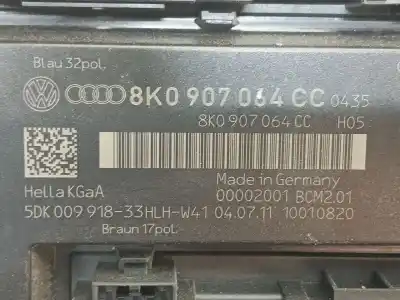 Blau 32pol.
8K0 907 064 CC 0435
8K0 907 064 CC H05
Made in Germany
Hella KGaA
00002001 BCM2.01
5DK 009 918-33HLH-W41 04.07.11 10010820
Braun 17pol.